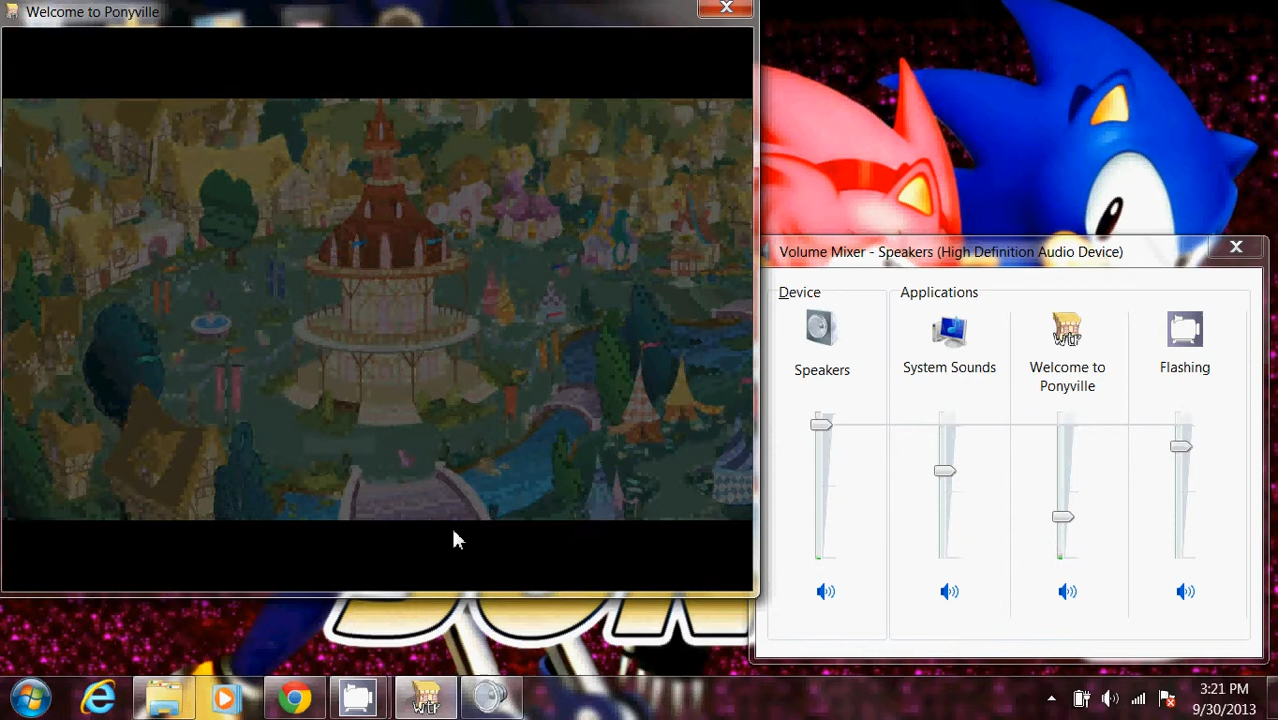 Welcome to Ponyville
Volume Mixer - Speakers (High Definition Audio Device)
Device
Applications
Speakers
System Sounds
Welcome to
Ponyville
Flashing
wtr
3:21 PM
9/30/2013